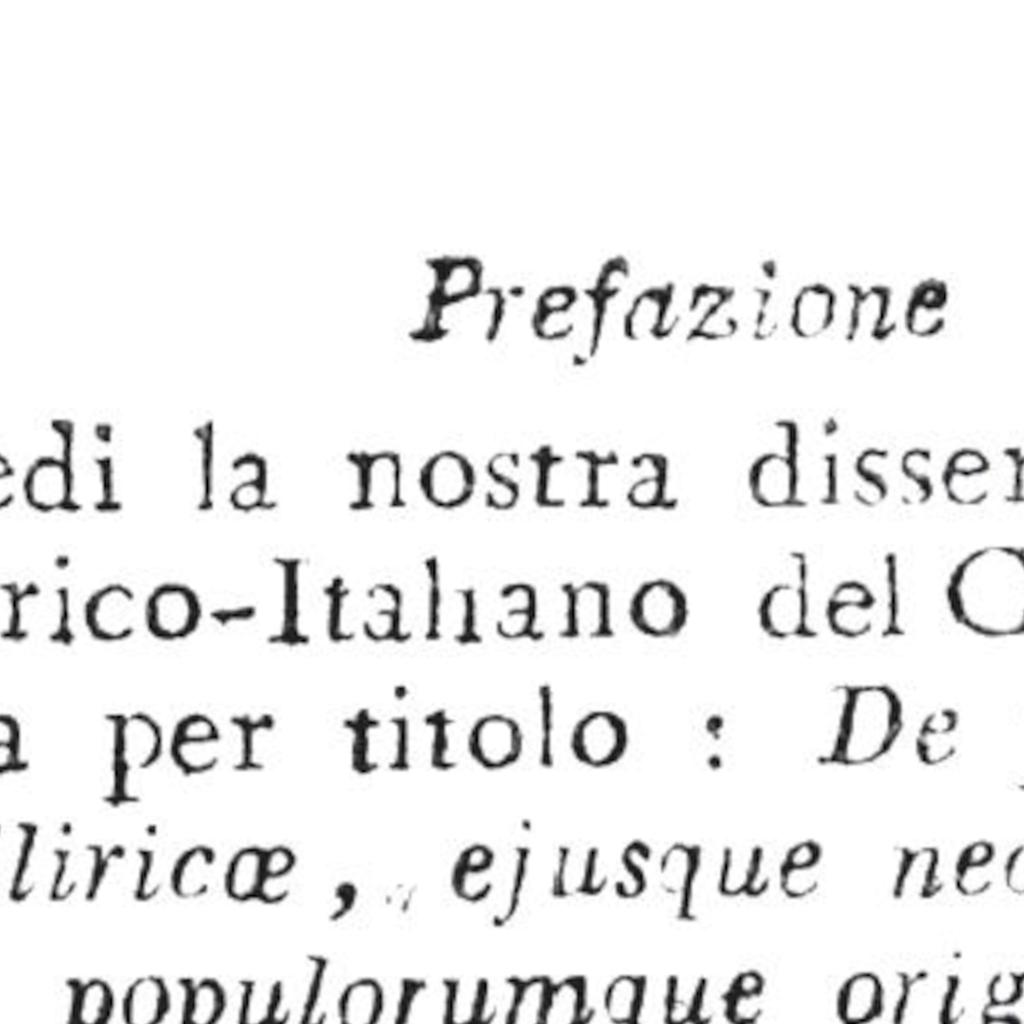 Prefazione
edi la nostra disser
rico-Italiano del C
a per titolo : De
lliricæ, ejusque nec
populorumque orig